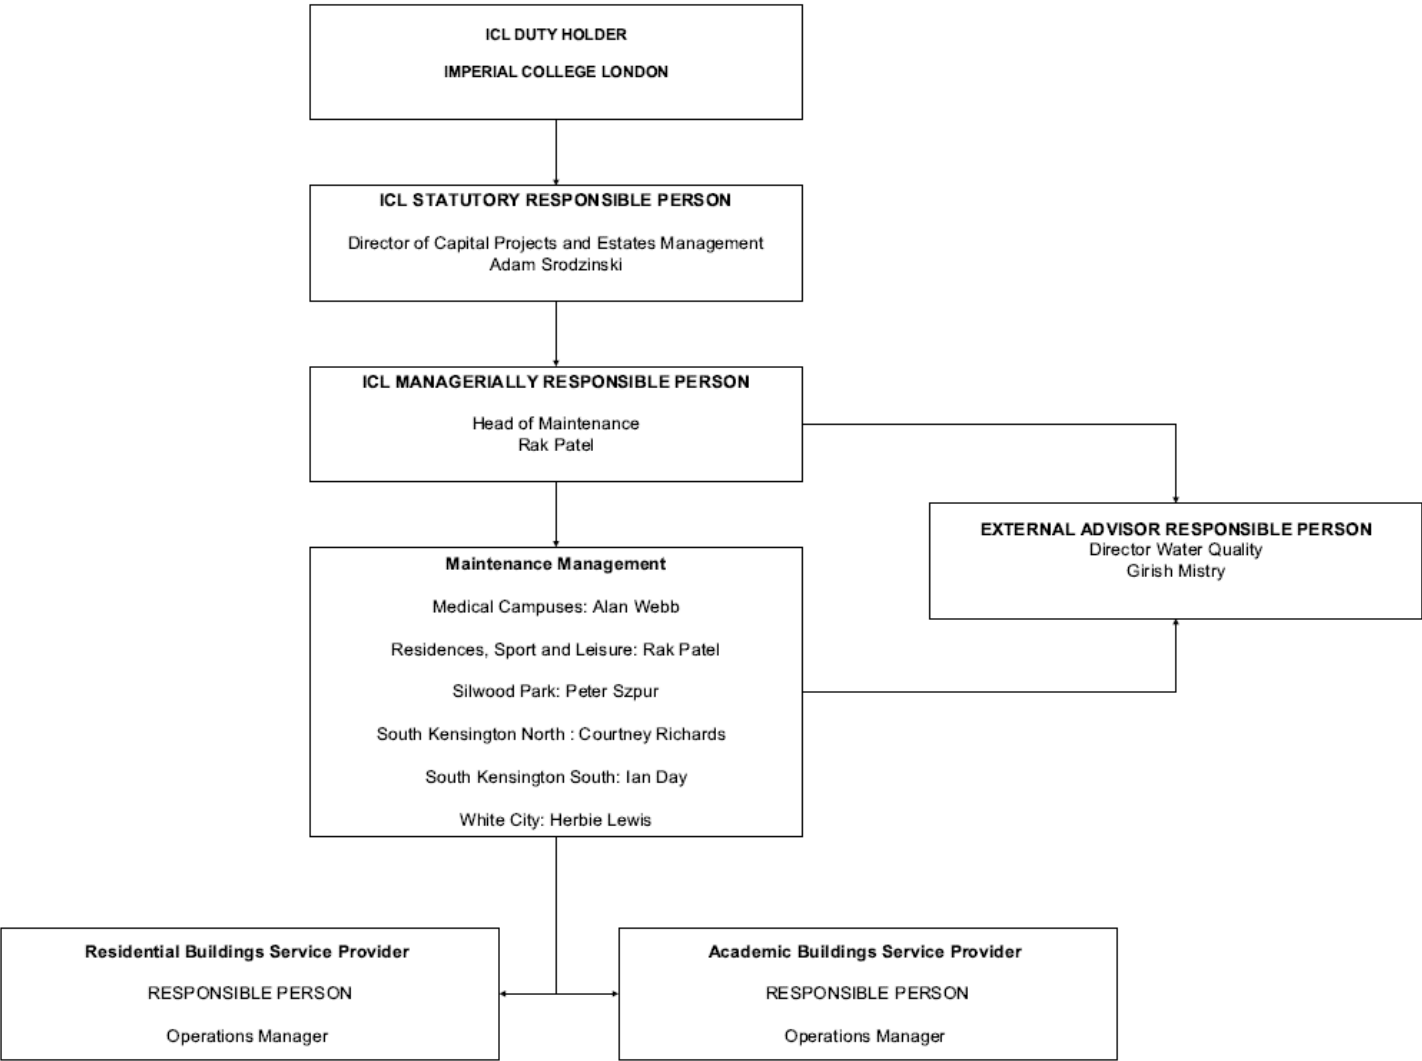 ICL DUTY HOLDER
IMPERIAL COLLEGE LONDON
ICL STATUTORY RESPONSIBLE PERSON
Director of Capital Projects and Estates Management
Adam Srodzinski
ICL MANAGERIALLY RESPONSIBLE PERSON
Head of Maintenance
Rak Patel
EXTERNAL ADVISOR RESPONSIBLE PERSON
Director Water Quality
Girish Mistry
Maintenance Management
Medical Campuses: Alan Webb
Residences, Sport and Leisure: Rak Patel
Silwood Park: Peter Szpur
South Kensington North : Courtney Richards
South Kensington South: Ian Day
White City: Herbie Lewis
Residential Buildings Service Provider
RESPONSIBLE PERSON
Operations Manager
Academic Buildings Service Provider
RESPONSIBLE PERSON
Operations Manager